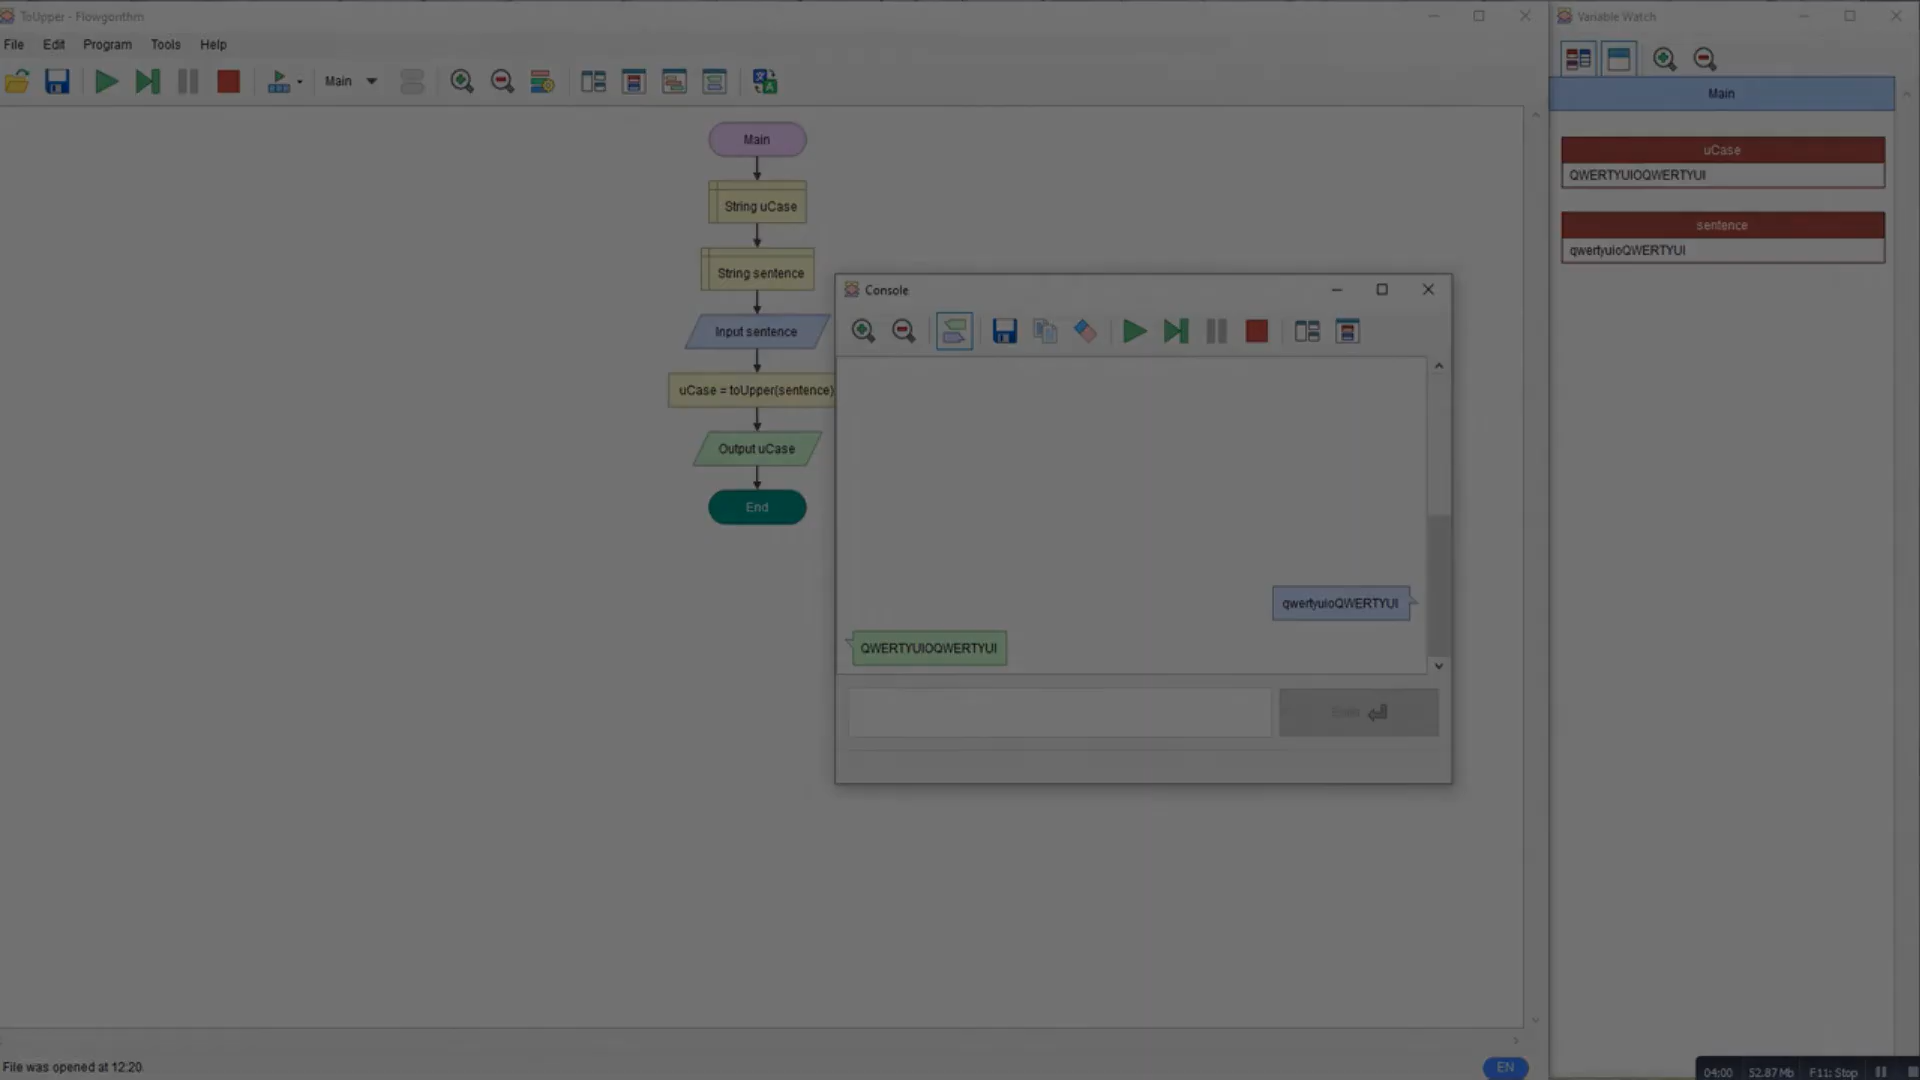 ToUpper - Flowgorithm
File Edit Program Tools Help
Main
Main
String uCase
String sentence
Input sentence
uCase = toUpper(sentence)
Output uCase
End
Console
qwertyuioQWERTYUI
QWERTYUIOQWERTYUI
Variable Watch
Main
uCase
QWERTYUIOQWERTYUI
sentence
qwertyuioQWERTYUI
File was opened at 12:20.
EN
04:00 52.87Mb F11: Stop